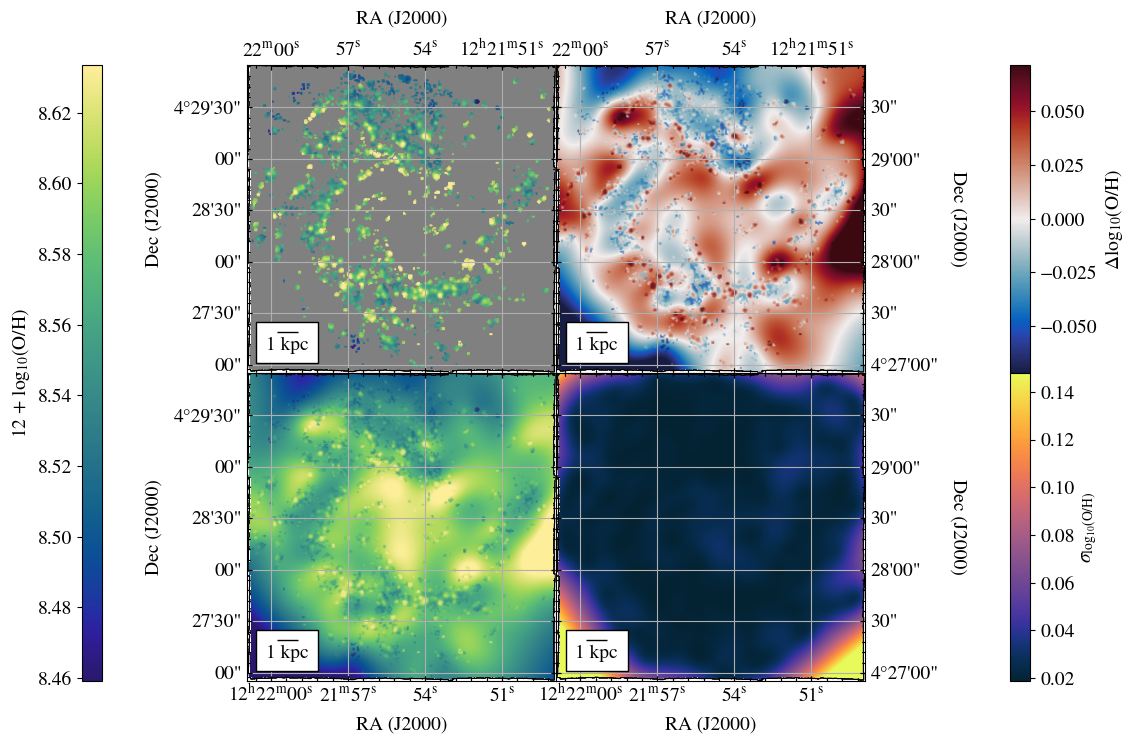 RA (J2000) RA (J2000)
22ᵐ00ˢ 57ˢ 54ˢ 12ʰ21ᵐ51ˢ 22ᵐ00ˢ 57ˢ 54ˢ 12ʰ21ᵐ51ˢ
4°29'30" 30"
00" 29'00"
28'30" 30"
00" 28'00"
27'30" 30"
00" 4°27'00"
Dec (J2000)
Dec (J2000)
1 kpc
1 kpc
4°29'30" 30"
00" 29'00"
28'30" 30"
00" 28'00"
27'30" 30"
00" 4°27'00"
Dec (J2000)
Dec (J2000)
1 kpc
1 kpc
12ʰ22ᵐ00ˢ 21ᵐ57ˢ 54ˢ 51ˢ 12ʰ22ᵐ00ˢ 21ᵐ57ˢ 54ˢ 51ˢ
RA (J2000) RA (J2000)
8.62
8.60
8.58
8.56
8.54
8.52
8.50
8.48
8.46
12 + log₁₀(O/H)
0.050
0.025
0.000
−0.025
−0.050
Δlog₁₀(O/H)
0.14
0.12
0.10
0.08
0.06
0.04
0.02
σlog₁₀(O/H)